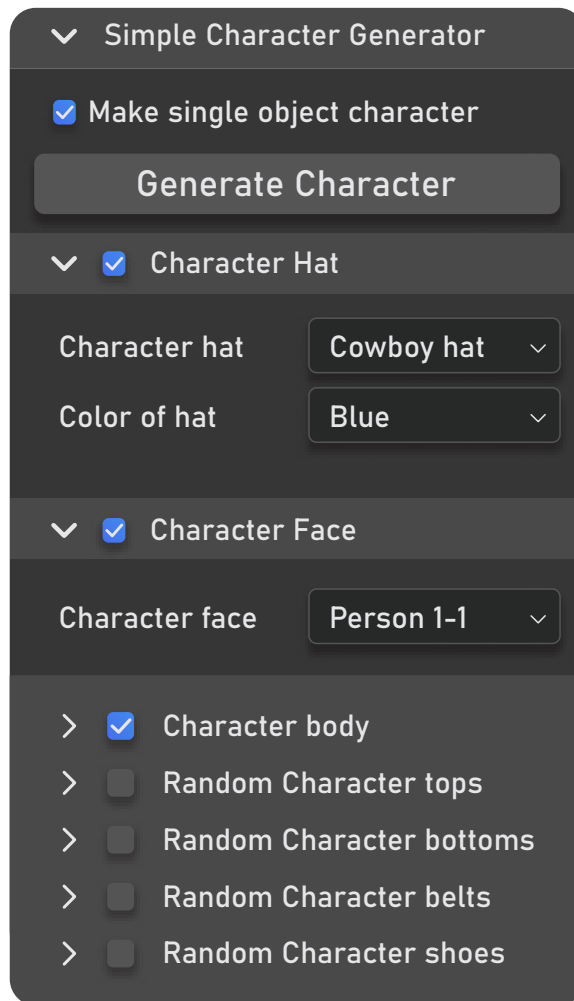 Simple Character Generator
Make single object character
Generate Character
Character Hat
Character hat Cowboy hat
Color of hat Blue
Character Face
Character face Person 1-1
Character body
Random Character tops
Random Character bottoms
Random Character belts
Random Character shoes